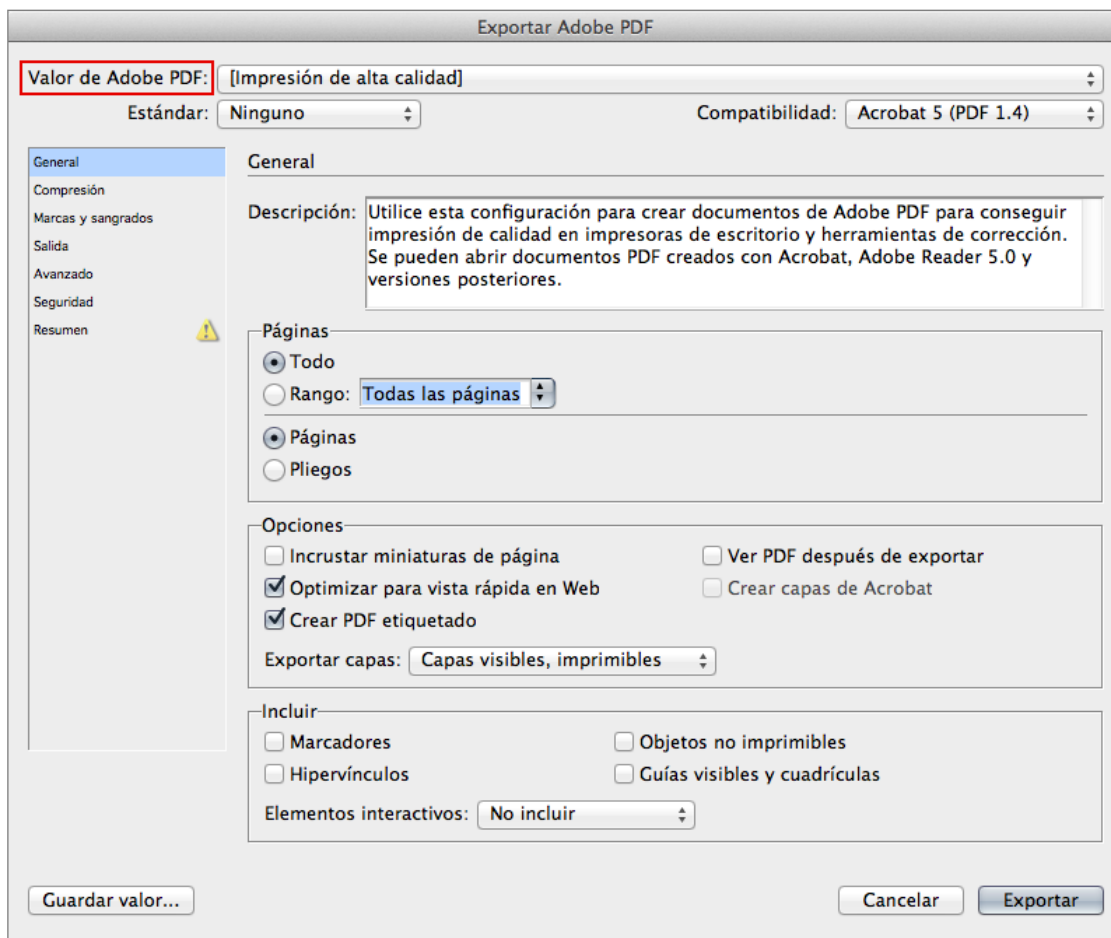 Exportar Adobe PDF
Valor de Adobe PDF: [Impresión de alta calidad]
Estándar: Ninguno Compatibilidad: Acrobat 5 (PDF 1.4)
General
Compresión
Marcas y sangrados
Salida
Avanzado
Seguridad
Resumen
General
Descripción: Utilice esta configuración para crear documentos de Adobe PDF para conseguir
impresión de calidad en impresoras de escritorio y herramientas de corrección.
Se pueden abrir documentos PDF creados con Acrobat, Adobe Reader 5.0 y
versiones posteriores.
Páginas
Todo
Rango: Todas las páginas
Páginas
Pliegos
Opciones
Incrustar miniaturas de página Ver PDF después de exportar
Optimizar para vista rápida en Web Crear capas de Acrobat
Crear PDF etiquetado
Exportar capas: Capas visibles, imprimibles
Incluir
Marcadores Objetos no imprimibles
Hipervínculos Guías visibles y cuadrículas
Elementos interactivos: No incluir
Guardar valor... Cancelar Exportar